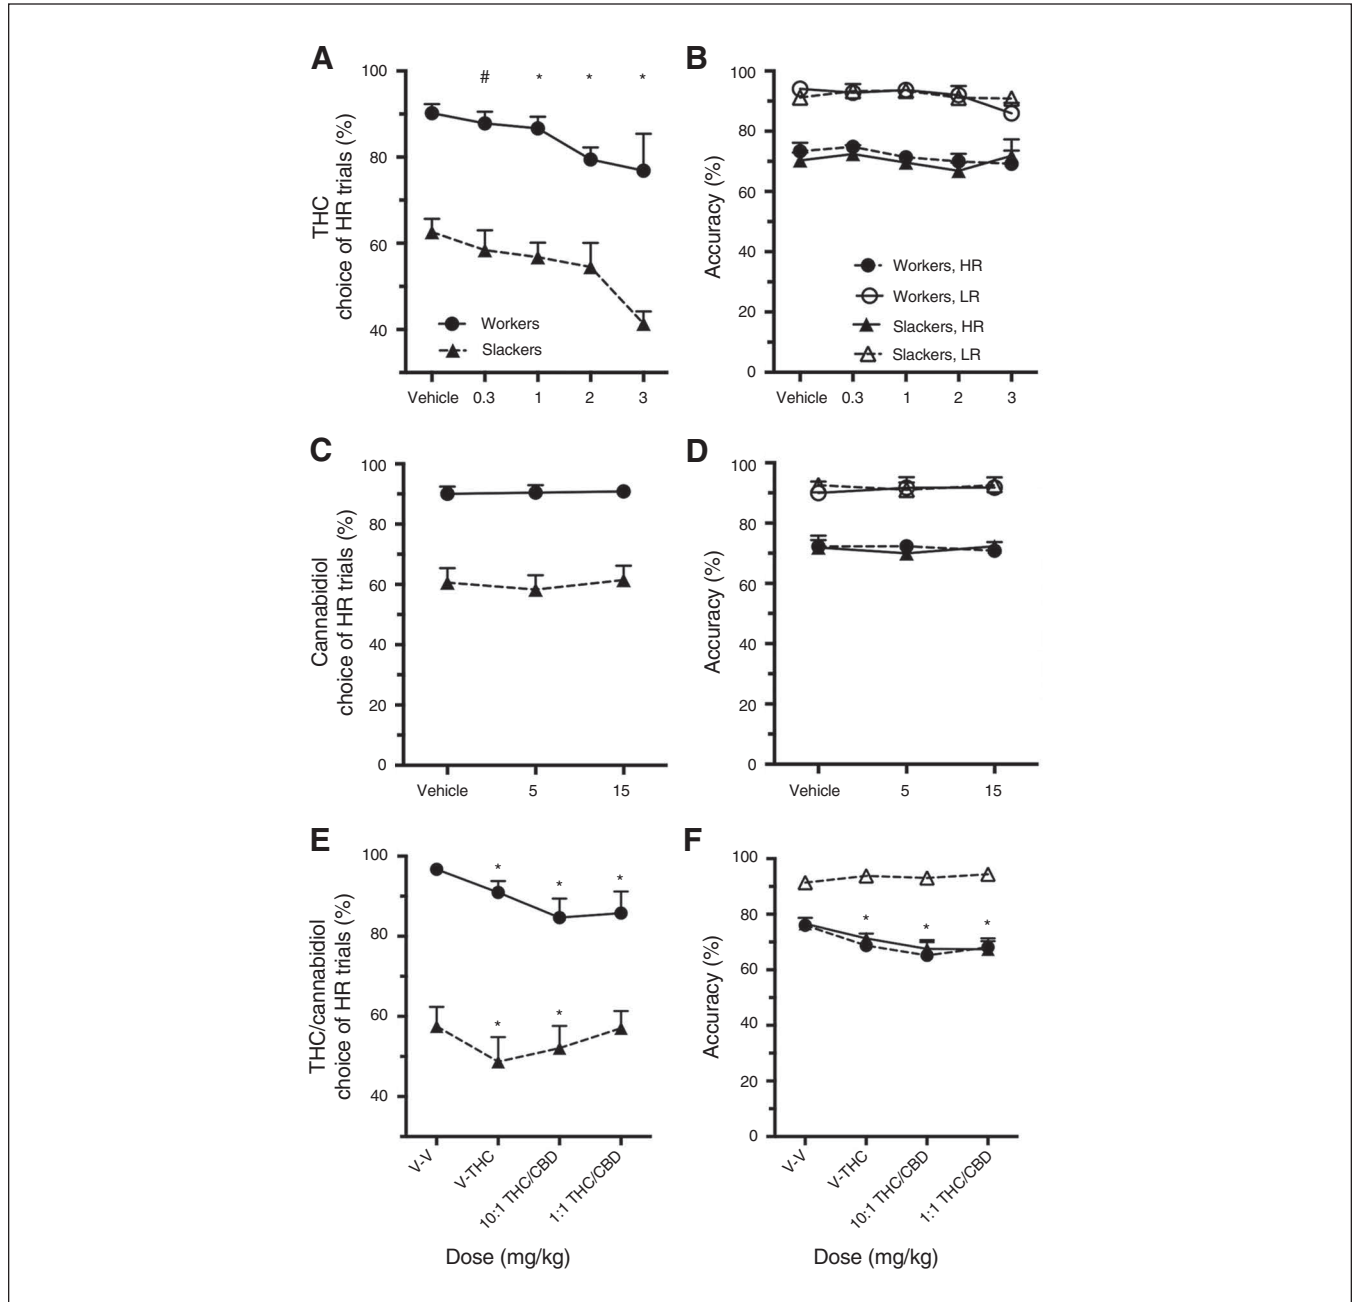 A
THC
choice of HR trials (%)
100
80
60
40
#
*
*
*
Workers
Slackers
Vehicle
0.3
1
2
3
B
Accuracy (%)
100
80
60
40
20
0
Workers, HR
Workers, LR
Slackers, HR
Slackers, LR
Vehicle
0.3
1
2
3
C
Cannabidiol
choice of HR trials (%)
100
80
60
40
20
0
Vehicle
5
15
D
Accuracy (%)
100
80
60
40
20
0
Vehicle
5
15
E
THC/cannabidiol
choice of HR trials (%)
100
80
60
40
*
*
*
*
*
V-V
V-THC
10:1 THC/CBD
1:1 THC/CBD
Dose (mg/kg)
F
Accuracy (%)
100
80
60
40
20
0
*
*
*
V-V
V-THC
10:1 THC/CBD
1:1 THC/CBD
Dose (mg/kg)